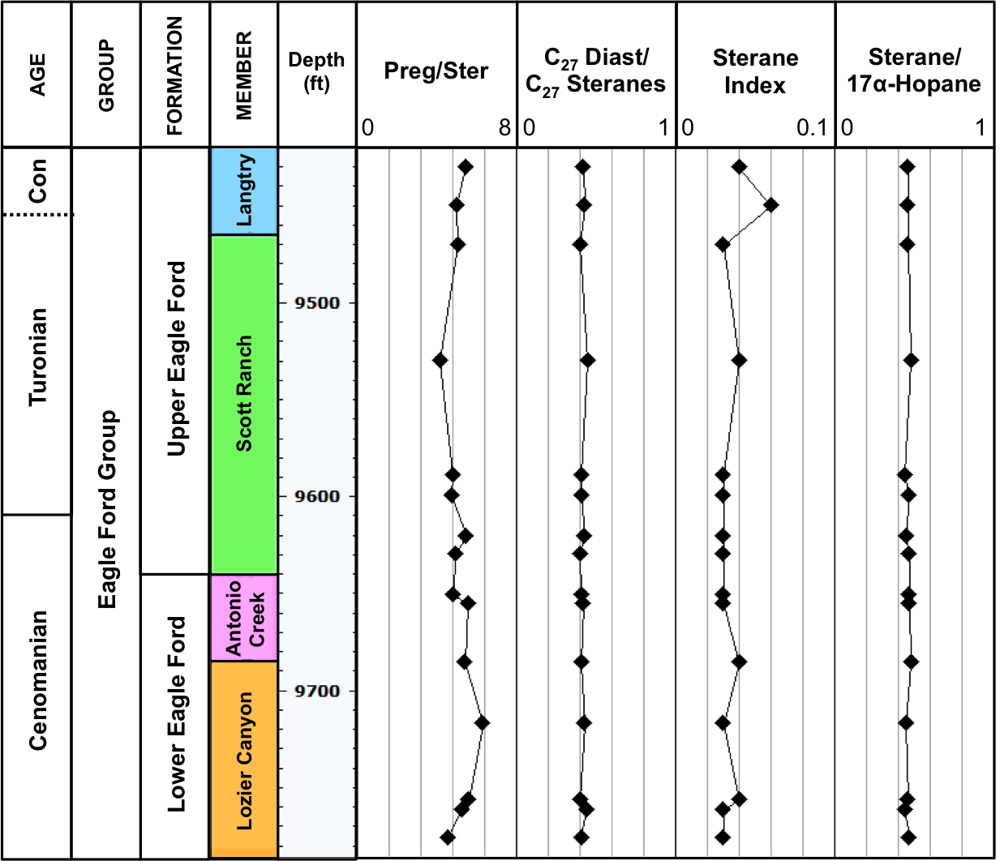 AGE
GROUP
FORMATION
MEMBER
Depth
(ft)
Preg/Ster
C27 Diast/
C27 Steranes
Sterane
Index
Sterane/
17α-Hopane
0
8
0
1
0
0.1
0
1
Con
Turonian
Cenomanian
Eagle Ford Group
Upper Eagle Ford
Lower Eagle Ford
Langtry
Scott Ranch
Antonio
Creek
Lozier Canyon
9500
9600
9700